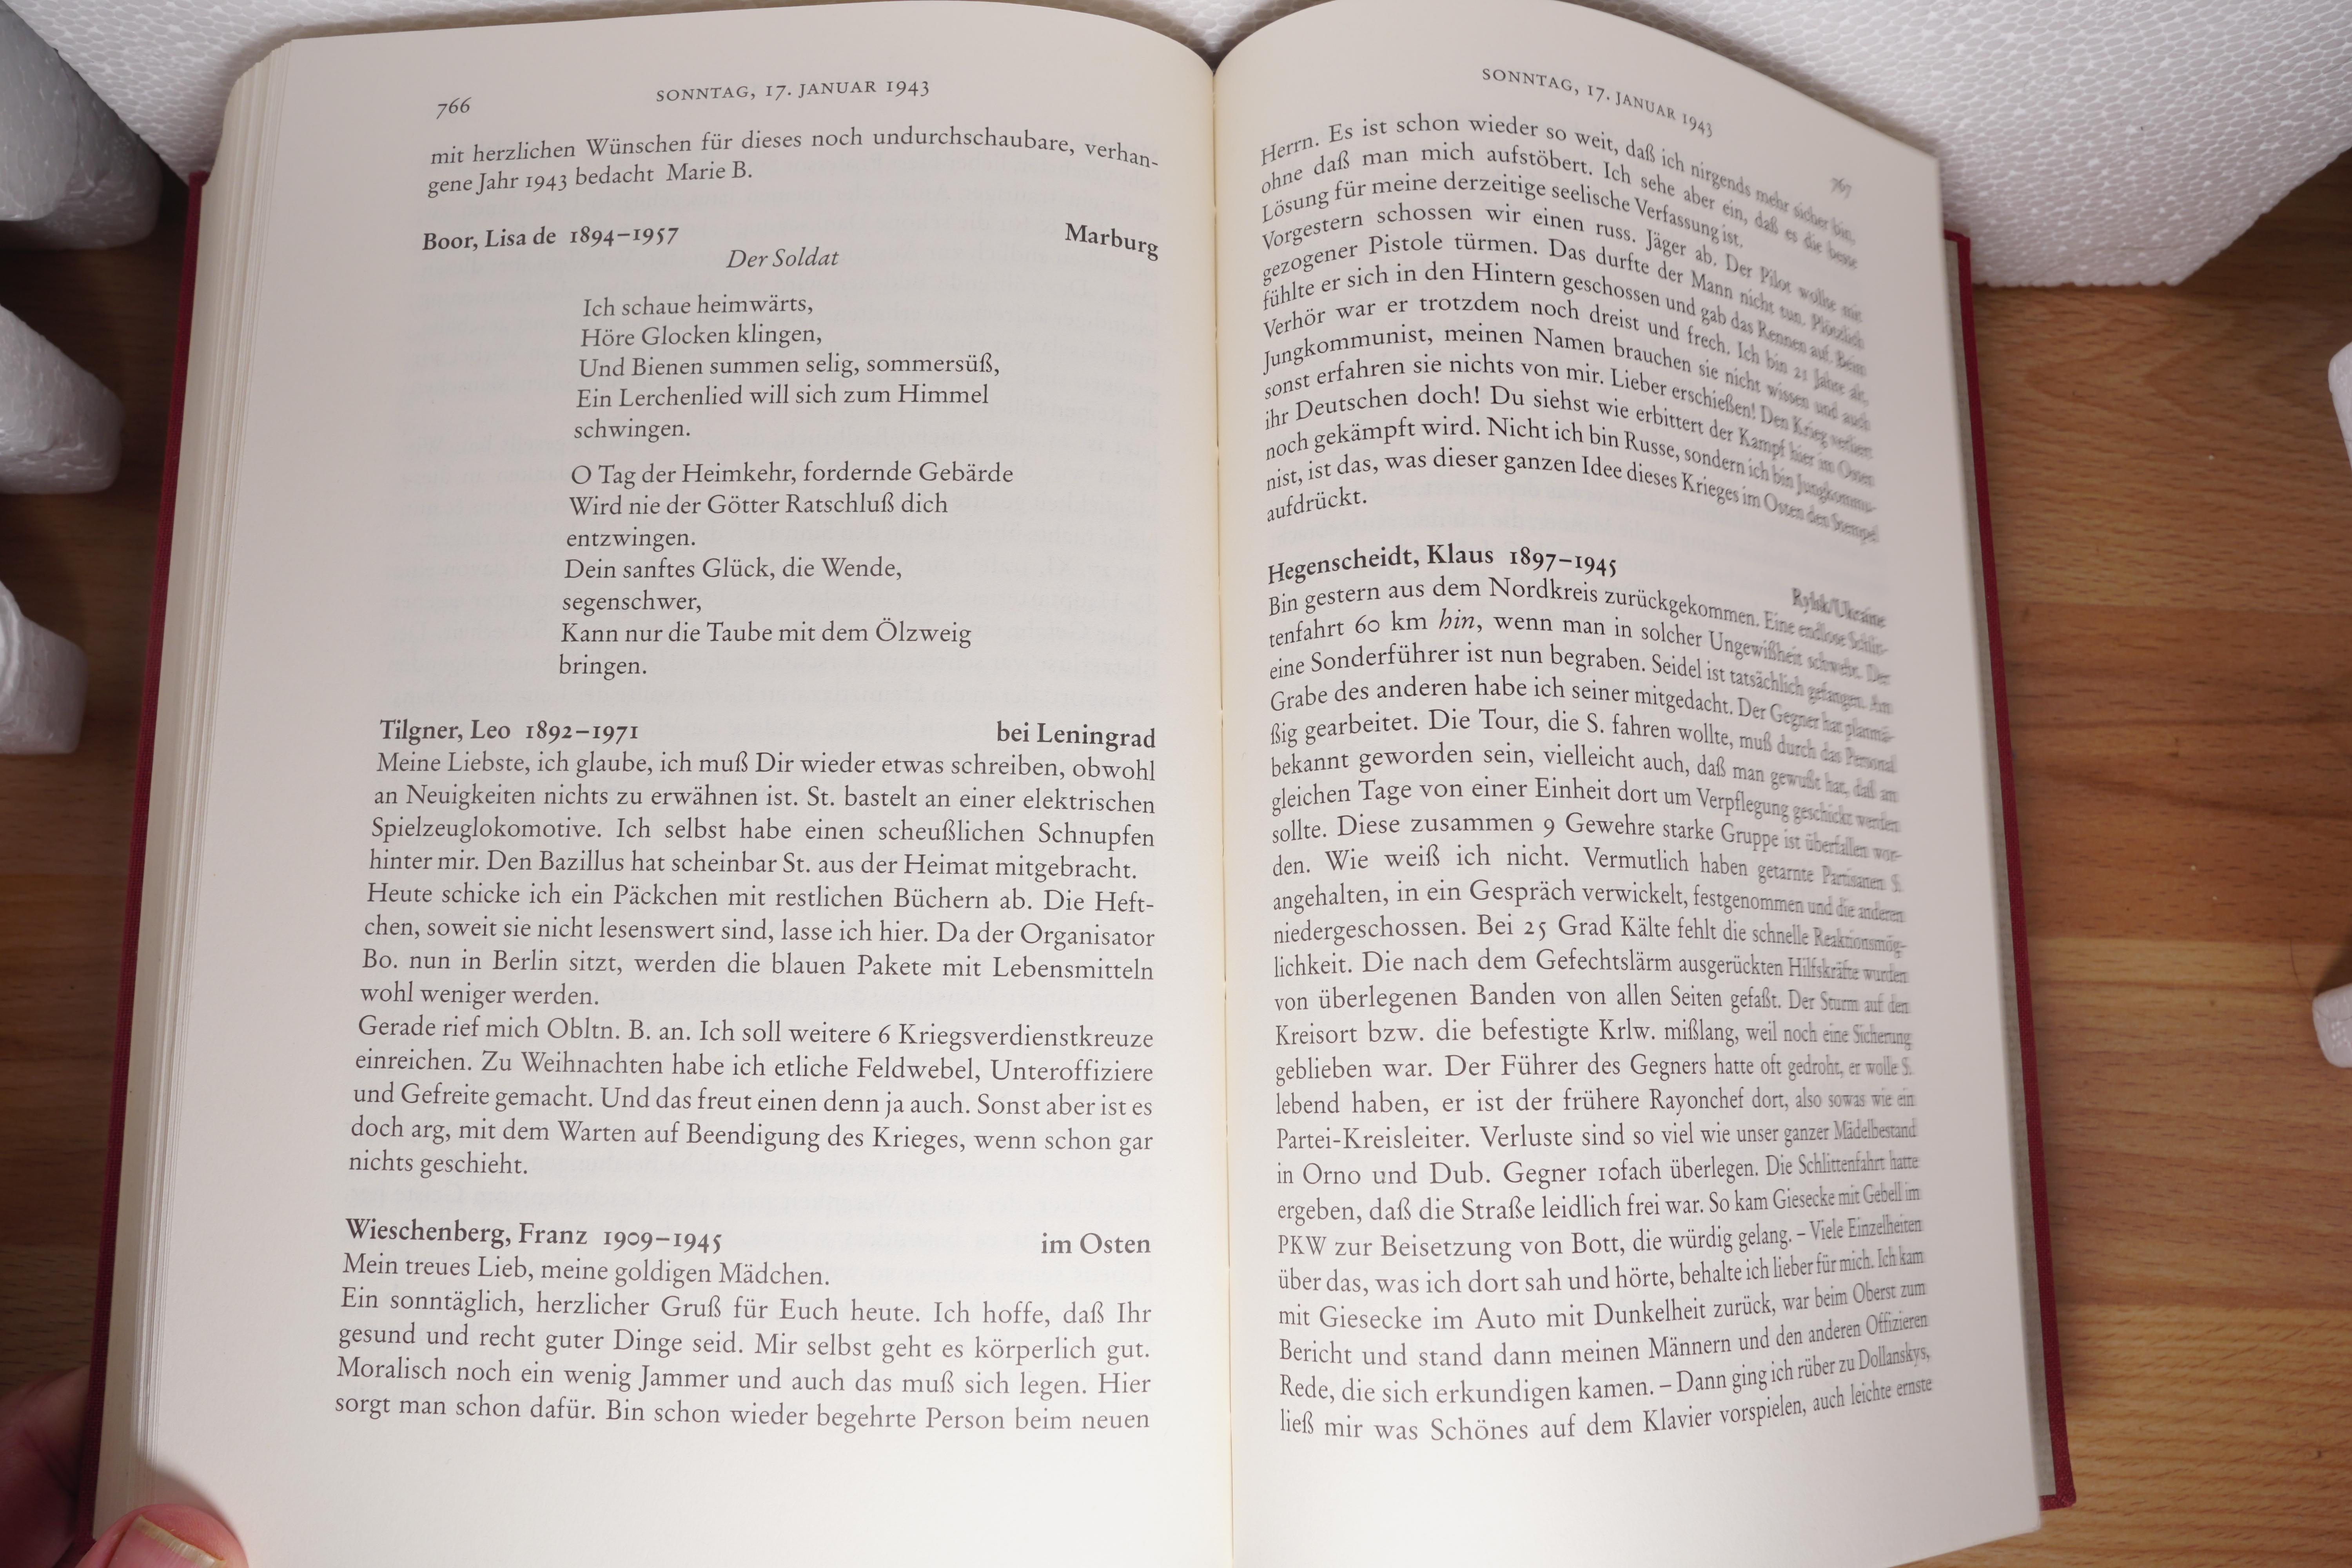 766
SONNTAG, 17. JANUAR 1943
mit herzlichen Wünschen für dieses noch undurchschaubare, verhan-
gene Jahr 1943 bedacht Marie B.
Boor, Lisa de 1894–1957 Marburg
Der Soldat
Ich schaue heimwärts,
Höre Glocken klingen,
Und Bienen summen selig, sommersüß,
Ein Lerchenlied will sich zum Himmel
schwingen.
O Tag der Heimkehr, fordernde Gebärde
Wird nie der Götter Ratschluß dich
entzwingen.
Dein sanftes Glück, die Wende,
segenschwer,
Kann nur die Taube mit dem Ölzweig
bringen.
Tilgner, Leo 1892–1971 bei Leningrad
Meine Liebste, ich glaube, ich muß Dir wieder etwas schreiben, obwohl
an Neuigkeiten nichts zu erwähnen ist. St. bastelt an einer elektrischen
Spielzeuglokomotive. Ich selbst habe einen scheußlichen Schnupfen
hinter mir. Den Bazillus hat scheinbar St. aus der Heimat mitgebracht.
Heute schicke ich ein Päckchen mit restlichen Büchern ab. Die Heft-
chen, soweit sie nicht lesenswert sind, lasse ich hier. Da der Organisator
Bo. nun in Berlin sitzt, werden die blauen Pakete mit Lebensmitteln
wohl weniger werden.
Gerade rief mich Obltn. B. an. Ich soll weitere 6 Kriegsverdienstkreuze
einreichen. Zu Weihnachten habe ich etliche Feldwebel, Unteroffiziere
und Gefreite gemacht. Und das freut einen denn ja auch. Sonst aber ist es
doch arg, mit dem Warten auf Beendigung des Krieges, wenn schon gar
nichts geschieht.
Wieschenberg, Franz 1909–1945 im Osten
Mein treues Lieb, meine goldigen Mädchen.
Ein sonntäglich, herzlicher Gruß für Euch heute. Ich hoffe, daß Ihr
gesund und recht guter Dinge seid. Mir selbst geht es körperlich gut.
Moralisch noch ein wenig Jammer und auch das muß sich legen. Hier
sorgt man schon dafür. Bin schon wieder begehrte Person beim neuen
SONNTAG, 17. JANUAR 1943
767
Herrn. Es ist schon wieder so weit, daß ich nirgends mehr sicher bin,
ohne daß man mich aufstöbert. Ich sehe aber ein, daß es die beste
Lösung für meine derzeitige seelische Verfassung ist.
Vorgestern schossen wir einen russ. Jäger ab. Der Pilot wollte mit
gezogener Pistole türmen. Das durfte der Mann nicht tun. Plötzlich
fühlte er sich in den Hintern geschossen und gab das Rennen auf. Beim
Verhör war er trotzdem noch dreist und frech. Ich bin 21 Jahre alt,
Jungkommunist, meinen Namen brauchen sie nicht wissen und auch
sonst erfahren sie nichts von mir. Lieber erschießen! Den Krieg verliert
ihr Deutschen doch! Du siehst wie erbittert der Kampf hier im Osten
noch gekämpft wird. Nicht ich bin Russe, sondern ich bin Jungkommu-
nist, ist das, was dieser ganzen Idee dieses Krieges im Osten den Stempel
aufdrückt.
Hegenscheidt, Klaus 1897–1945 Rylsk/Ukraine
Bin gestern aus dem Nordkreis zurückgekommen. Eine endlose Schlit-
tenfahrt 60 km hin, wenn man in solcher Ungewißheit schwebt. Der
eine Sonderführer ist nun begraben. Seidel ist tatsächlich gefangen. Am
Grabe des anderen habe ich seiner mitgedacht. Der Gegner hat planmä-
ßig gearbeitet. Die Tour, die S. fahren wollte, muß durch das Personal
bekannt geworden sein, vielleicht auch, daß man gewußt hat, daß am
gleichen Tage von einer Einheit dort um Verpflegung geschickt werden
sollte. Diese zusammen 9 Gewehre starke Gruppe ist überfallen wor-
den. Wie weiß ich nicht. Vermutlich haben getarnte Partisanen S.
angehalten, in ein Gespräch verwickelt, festgenommen und die anderen
niedergeschossen. Bei 25 Grad Kälte fehlt die schnelle Reaktionsmög-
lichkeit. Die nach dem Gefechtslärm ausgerückten Hilfskräfte wurden
von überlegenen Banden von allen Seiten gefaßt. Der Sturm auf den
Kreisort bzw. die befestigte Krlw. mißlang, weil noch eine Sicherung
geblieben war. Der Führer des Gegners hatte oft gedroht, er wolle S.
lebend haben, er ist der frühere Rayonchef dort, also sowas wie ein
Partei-Kreisleiter. Verluste sind so viel wie unser ganzer Mädelbestand
in Orno und Dub. Gegner 10fach überlegen. Die Schlittenfahrt hatte
ergeben, daß die Straße leidlich frei war. So kam Giesecke mit Gebell im
PKW zur Beisetzung von Bott, die würdig gelang. – Viele Einzelheiten
über das, was ich dort sah und hörte, behalte ich lieber für mich. Ich kam
mit Giesecke im Auto mit Dunkelheit zurück, war beim Oberst zum
Bericht und stand dann meinen Männern und den anderen Offizieren
Rede, die sich erkundigen kamen. – Dann ging ich rüber zu Dollanskys,
ließ mir was Schönes auf dem Klavier vorspielen, auch leichte ernste